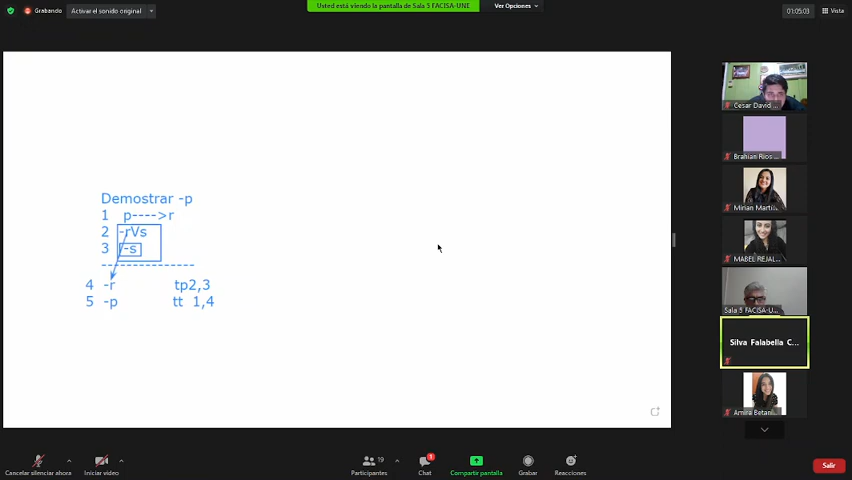 Grabando
Activar el sonido original
Usted está viendo la pantalla de Sala 5 FACISA-UNI
Ver Opciones
01:05:03
Vista
Demostrar -p
1 p---->r
2 -rVs
3 -s
--------------
4 -r tp2,3
5 -p tt 1,4
Cesar David ...
Brahian Rios ...
Mirian Marti...
MABEL REJAL...
Sala 5 FACISA-U...
Silva Falabella C...
Amira Betani...
Cancelar silenciar ahora
Iniciar video
19
Participantes
1
Chat
Compartir pantalla
Grabar
Reacciones
Salir